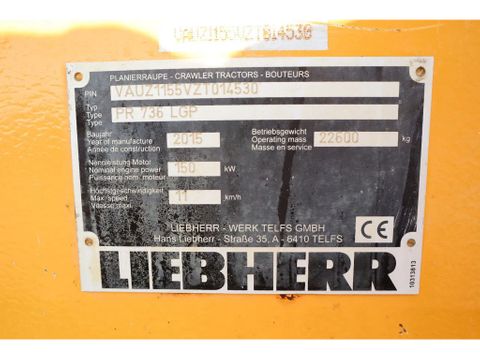 VAUZ1155VZT014530
PLANIERRAUPE - CRAWLER TRACTORS - BOUTEURS
PIN VAUZ1155VZT014530
Typ
Type PR 736 LGP
Type
Baujahr
Year of manufacture 2015
Année de construction
Betriebsgewicht
Operating mass 22600 kg
Masse en service
Nennleistung Motor
Nominal engine power 150 kW
Puissance nom. moteur
Höchstgeschwindigkeit
Max. speed 11 km/h
Vitesse maxi.
LIEBHERR - WERK TELFS GMBH
Hans Liebherr - Straße 35, A - 6410 TELFS
CE
LIEBHERR
10313813